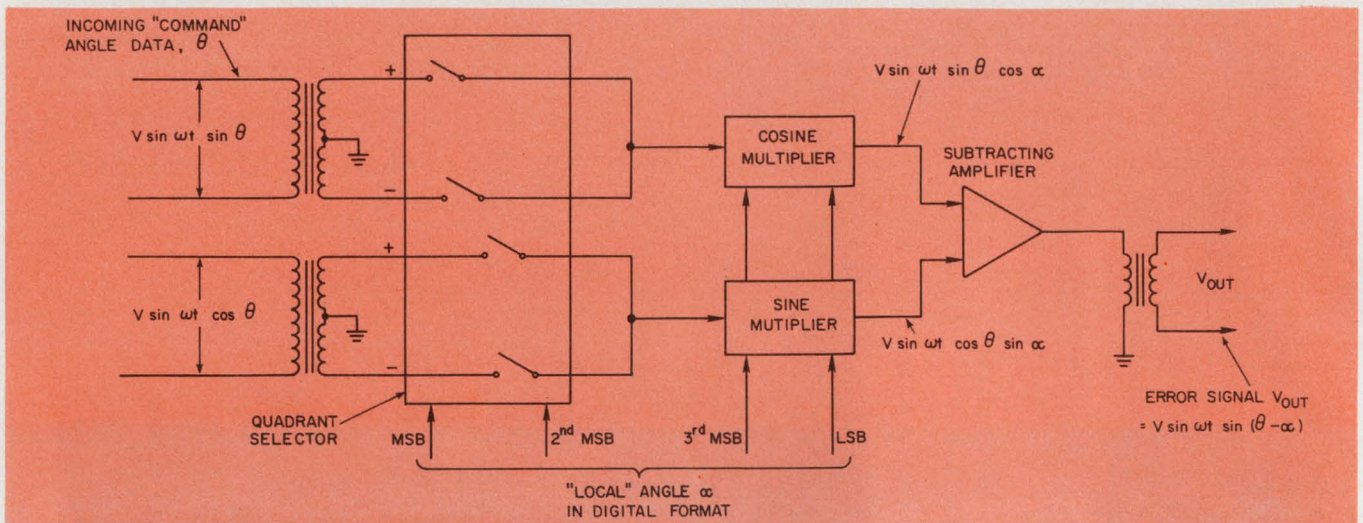 INCOMING "COMMAND"
ANGLE DATA, θ
V sin ωt sin θ
+
−
V sin ωt cos θ
+
−
QUADRANT
SELECTOR
MSB
2nd MSB
COSINE
MULTIPLIER
SINE
MUTIPLIER
3rd MSB
LSB
"LOCAL" ANGLE α
IN DIGITAL FORMAT
V sin ωt sin θ cos α
SUBTRACTING
AMPLIFIER
V sin ωt cos θ sin α
VOUT
ERROR SIGNAL VOUT
= V sin ωt sin (θ-α)